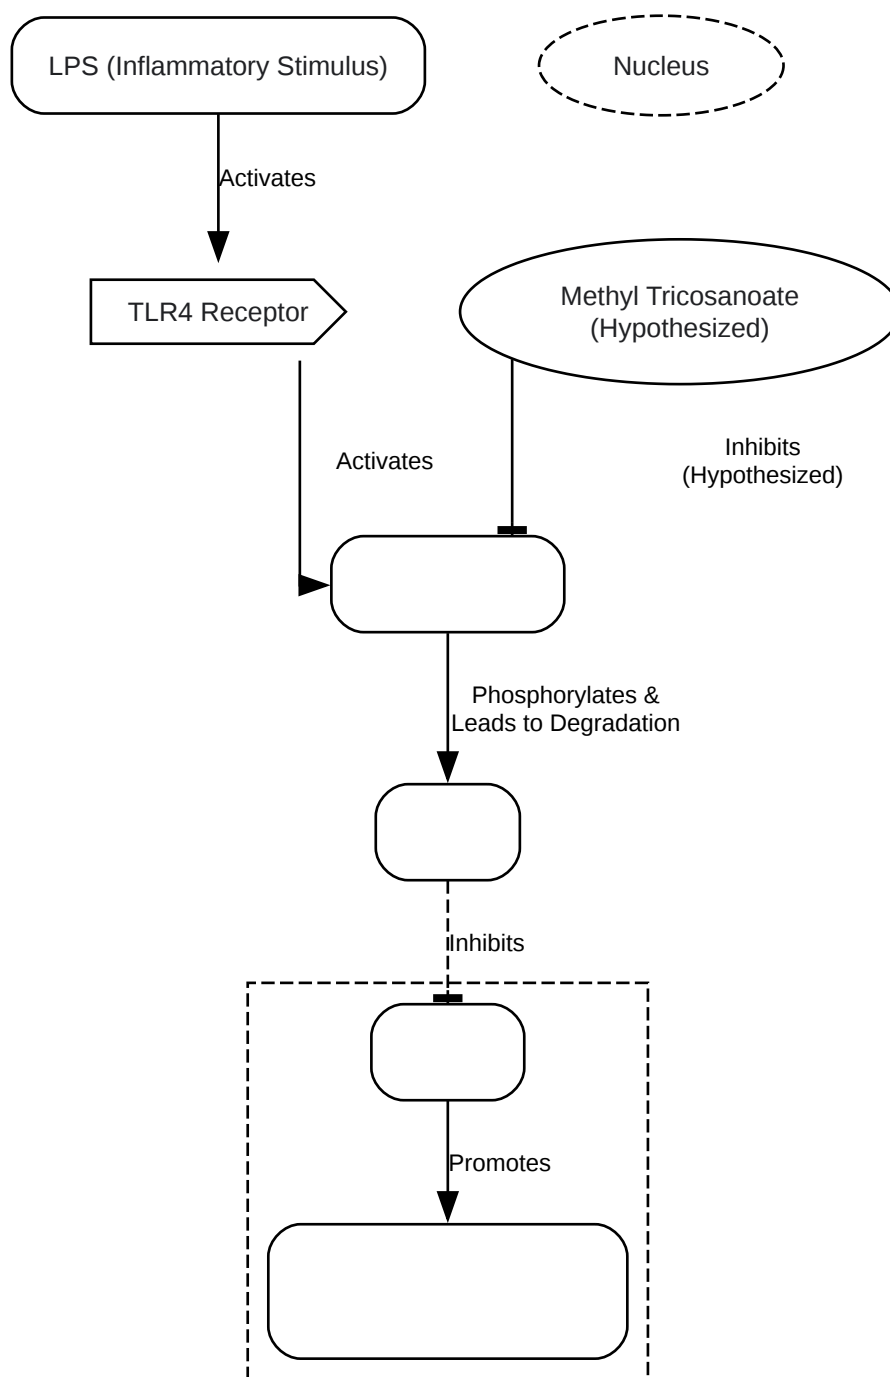 LPS (Inflammatory Stimulus)
Nucleus
Activates
TLR4 Receptor
Methyl Tricosanoate
(Hypothesized)
Activates
Inhibits
(Hypothesized)
Phosphorylates &
Leads to Degradation
Inhibits
Promotes